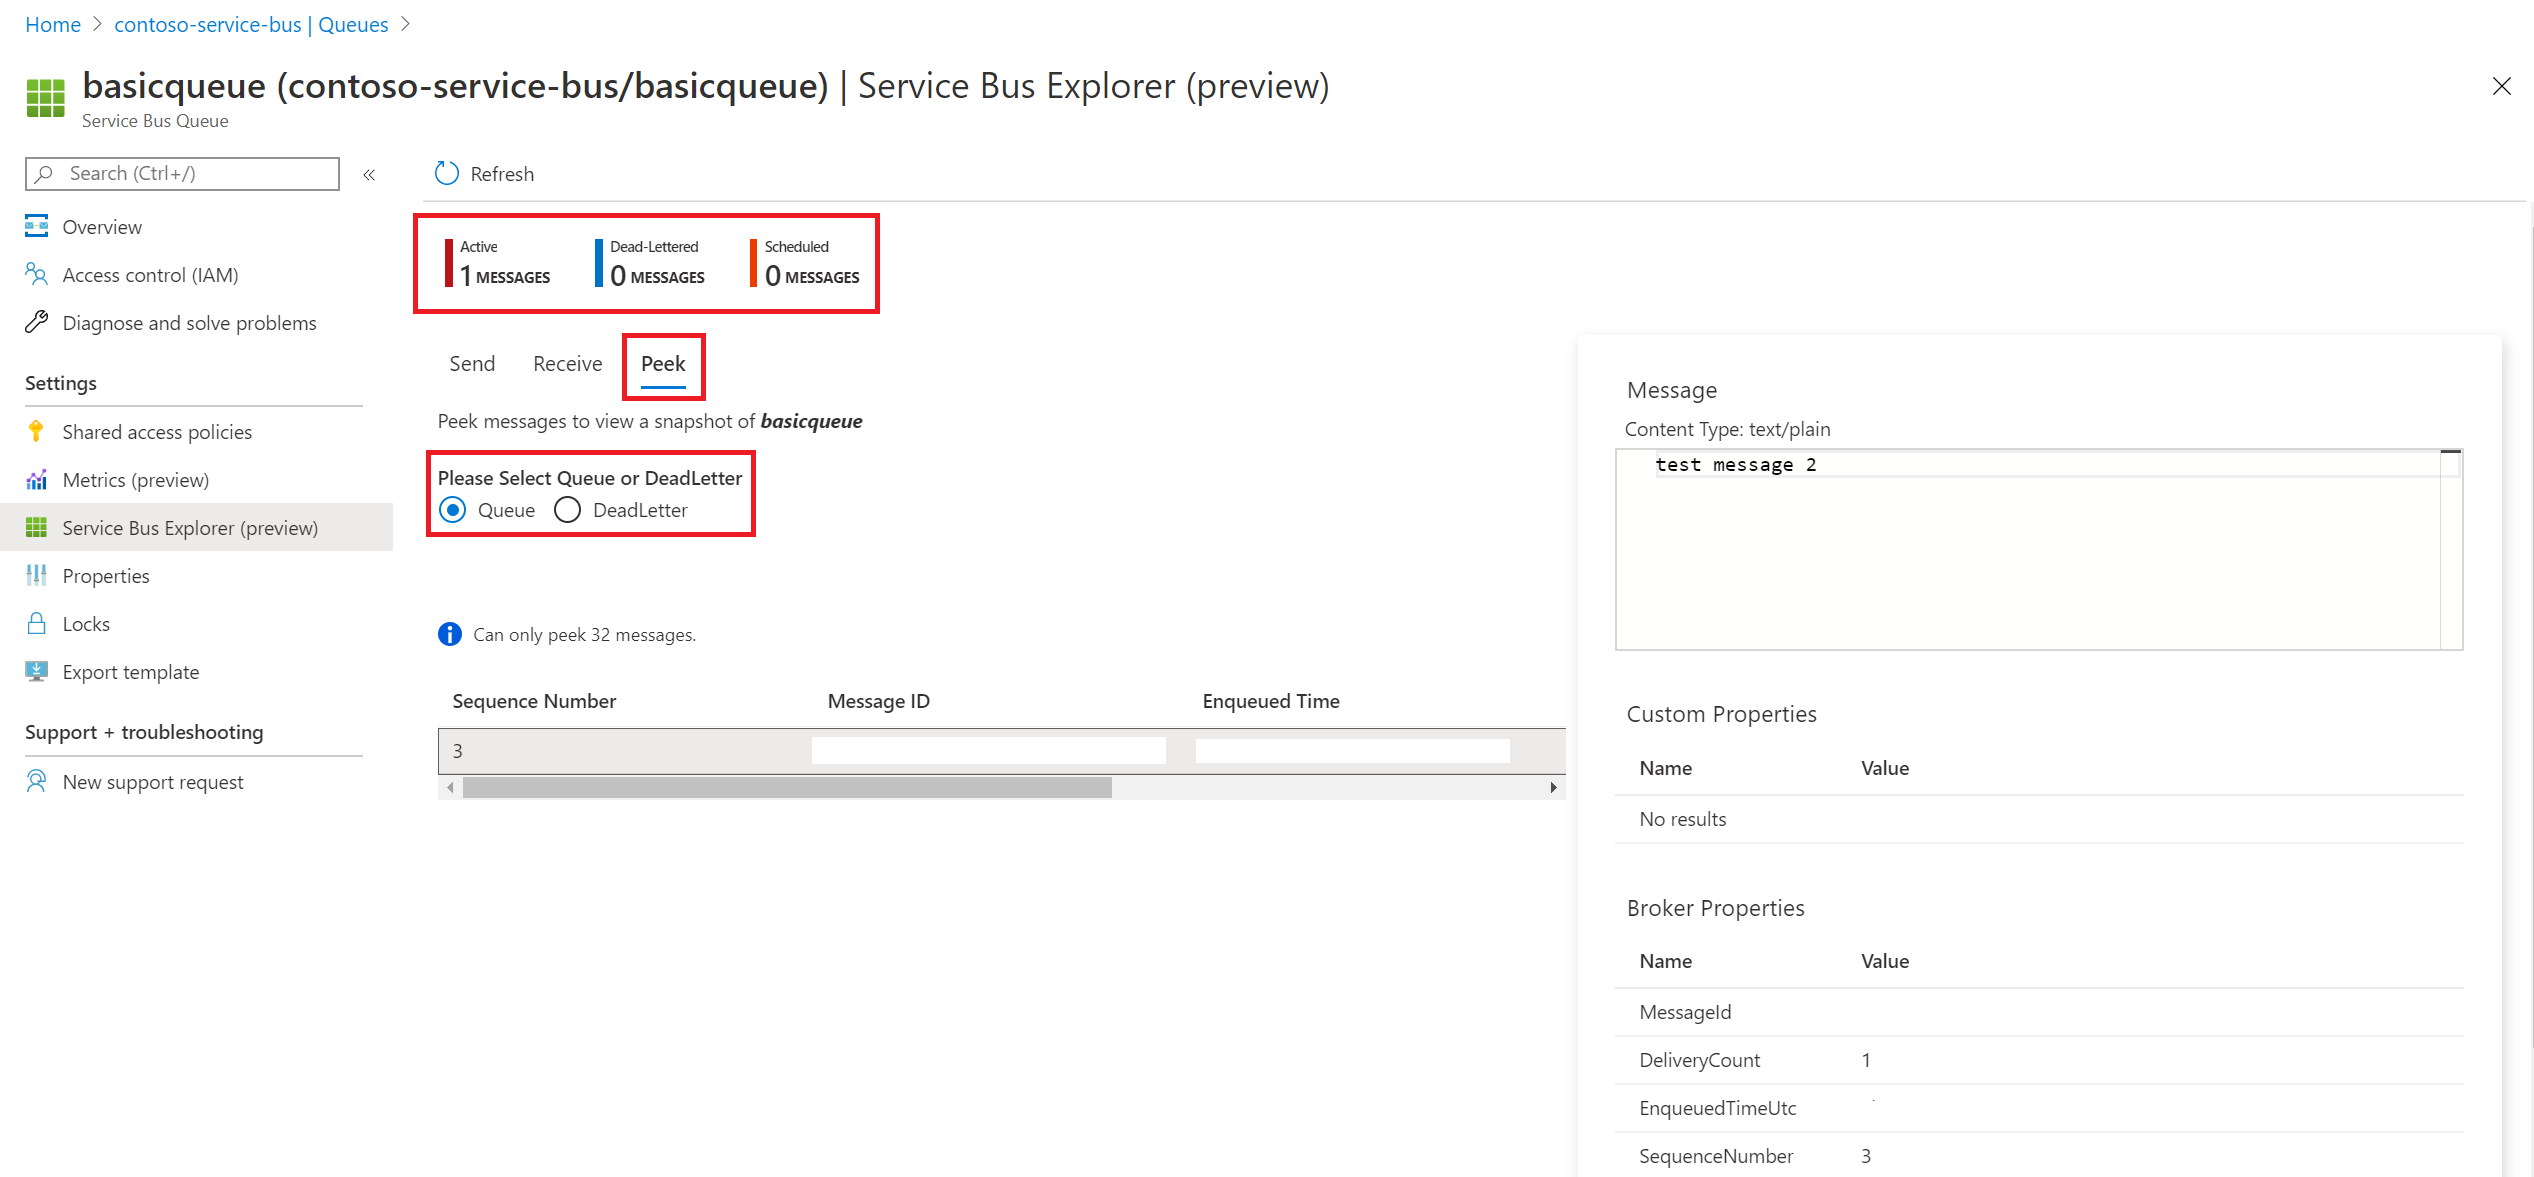 Home > contoso-service-bus | Queues >
basicqueue (contoso-service-bus/basicqueue) | Service Bus Explorer (preview)
Service Bus Queue
Search (Ctrl+/)
«
Overview
Access control (IAM)
Diagnose and solve problems
Settings
Shared access policies
Metrics (preview)
Service Bus Explorer (preview)
Properties
Locks
Export template
Support + troubleshooting
New support request
Refresh
Active
1 MESSAGES
Dead-Lettered
0 MESSAGES
Scheduled
0 MESSAGES
Send Receive Peek
Peek messages to view a snapshot of basicqueue
Please Select Queue or DeadLetter
Queue DeadLetter
Can only peek 32 messages.
Sequence Number Message ID Enqueued Time
3
Message
Content Type: text/plain
test message 2
Custom Properties
Name Value
No results
Broker Properties
Name Value
MessageId
DeliveryCount 1
EnqueuedTimeUtc
SequenceNumber 3